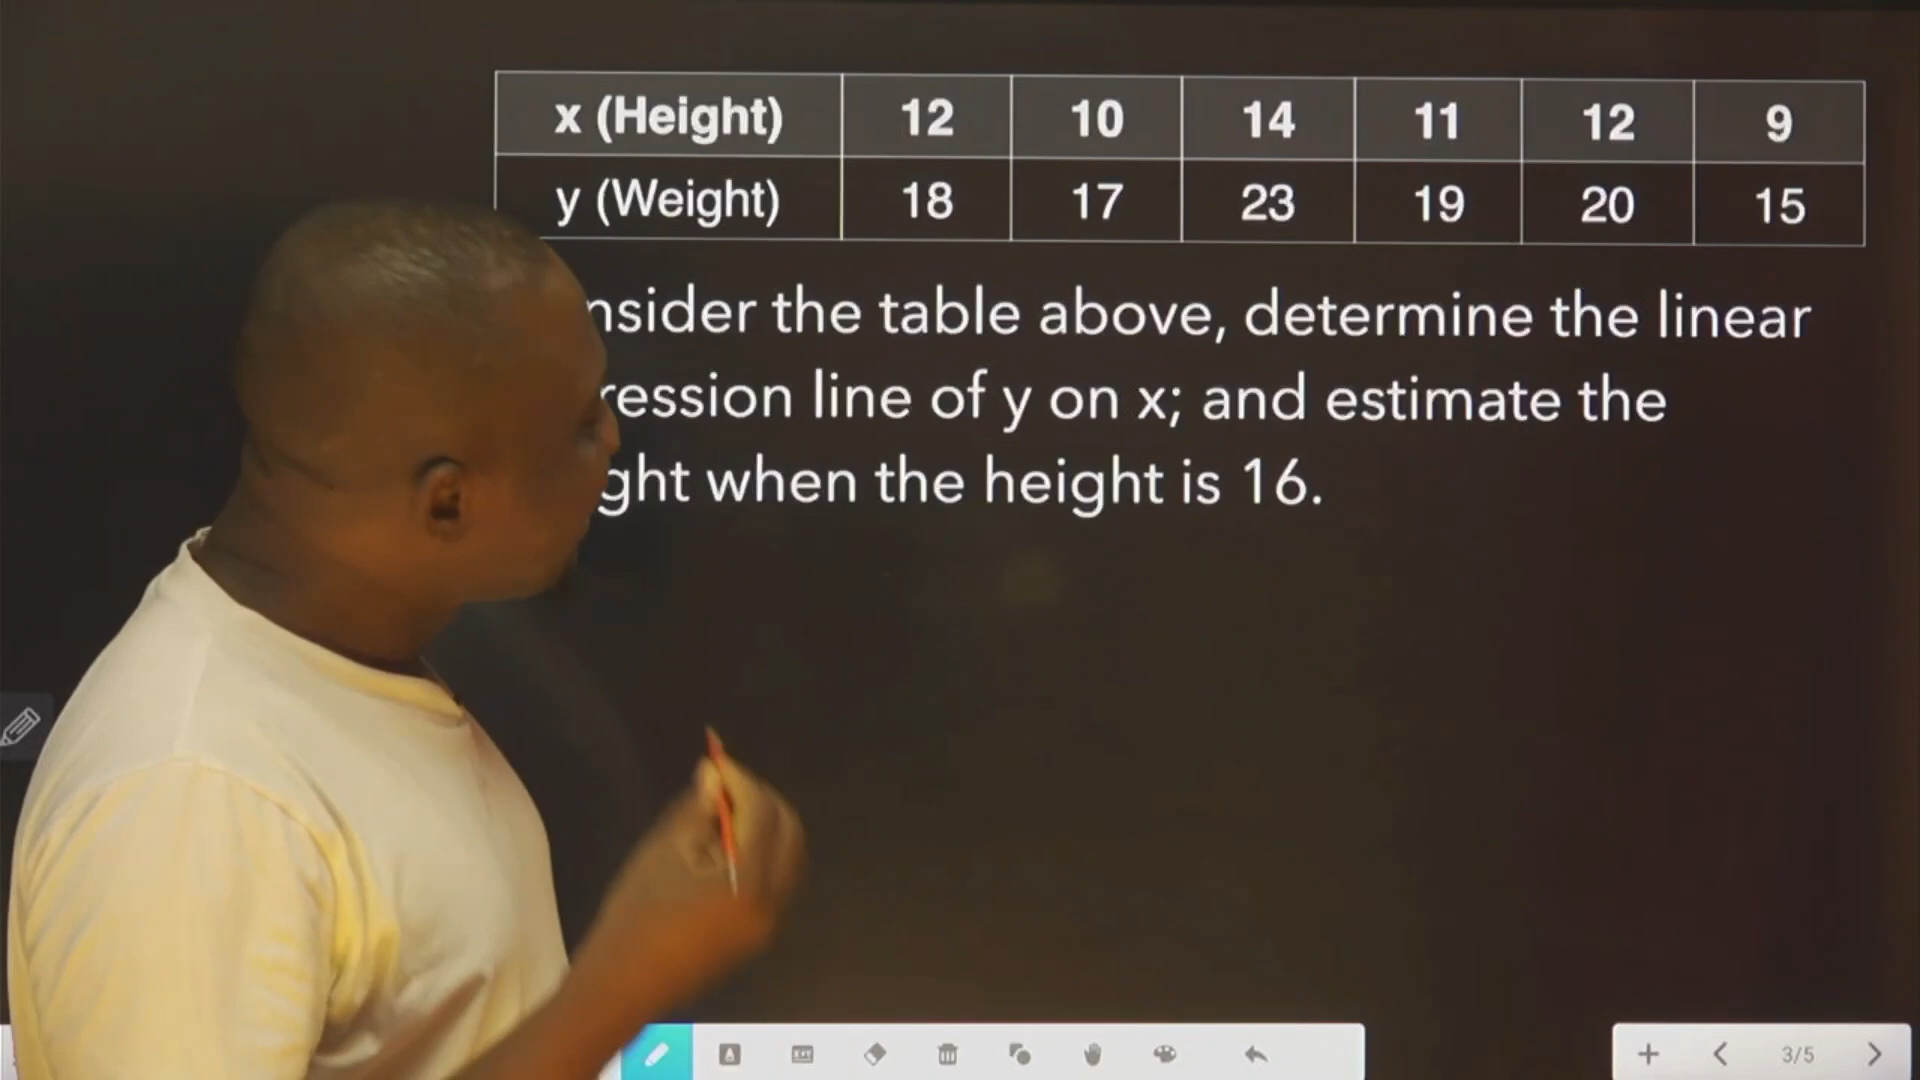 x (Height) 12 10 14 11 12 9
y (Weight) 18 17 23 19 20 15
nsider the table above, determine the linear
ression line of y on x; and estimate the
ght when the height is 16.
3/5